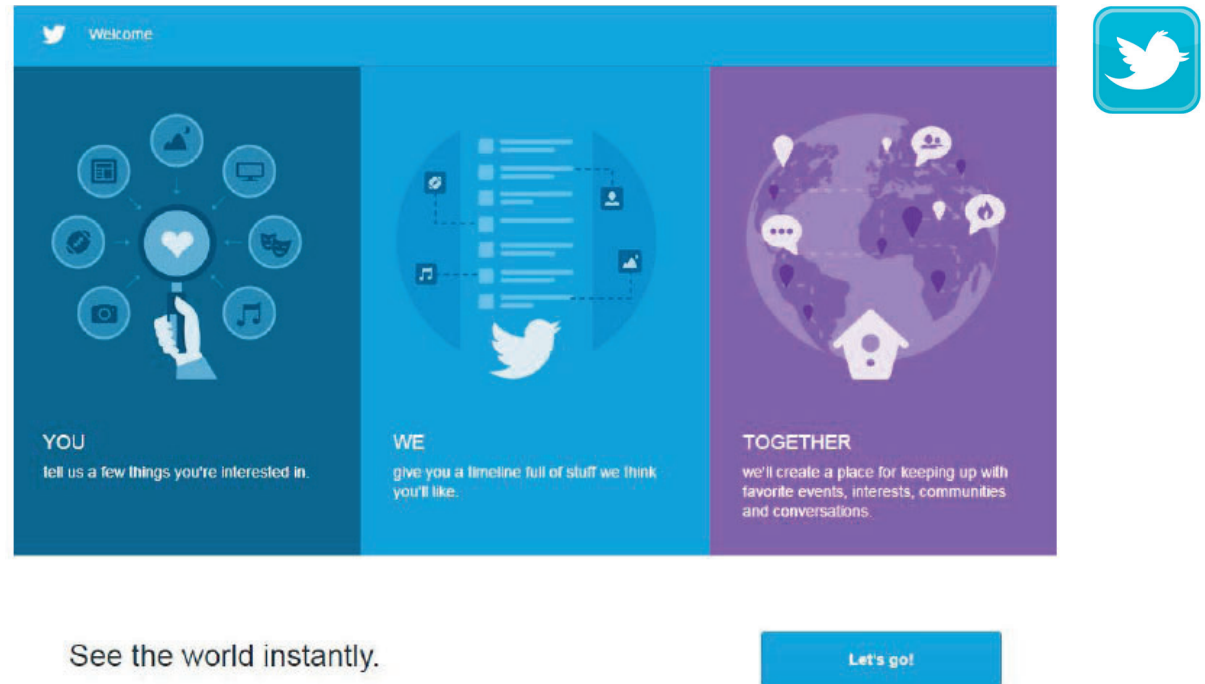 Welcome
YOU
tell us a few things you're interested in.
WE
give you a timeline full of stuff we think
you'll like.
TOGETHER
we'll create a place for keeping up with
favorite events, interests, communities
and conversations.
See the world instantly.
Let's go!